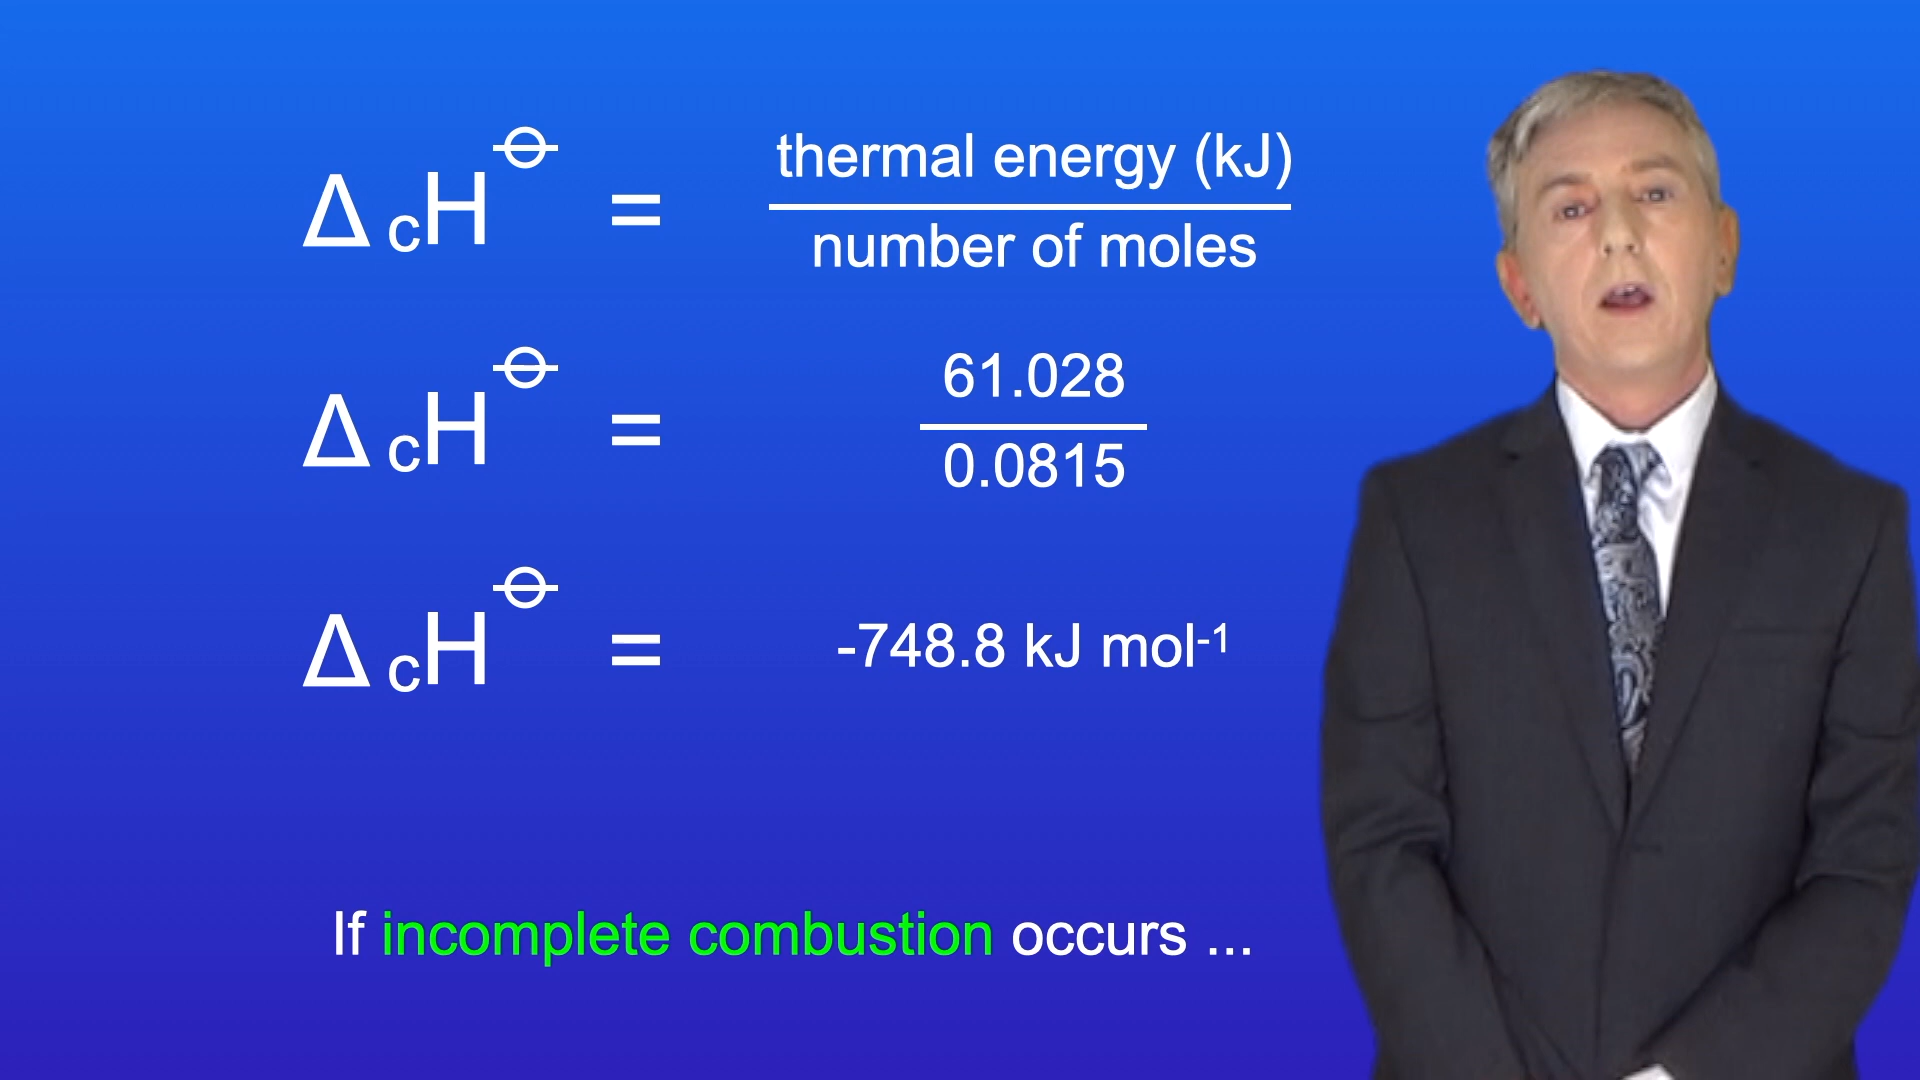 Δ cH⦵ = thermal energy (kJ)
number of moles
Δ cH⦵ = 61.028
0.0815
Δ cH⦵ = -748.8 kJ mol-1
If incomplete combustion occurs ...